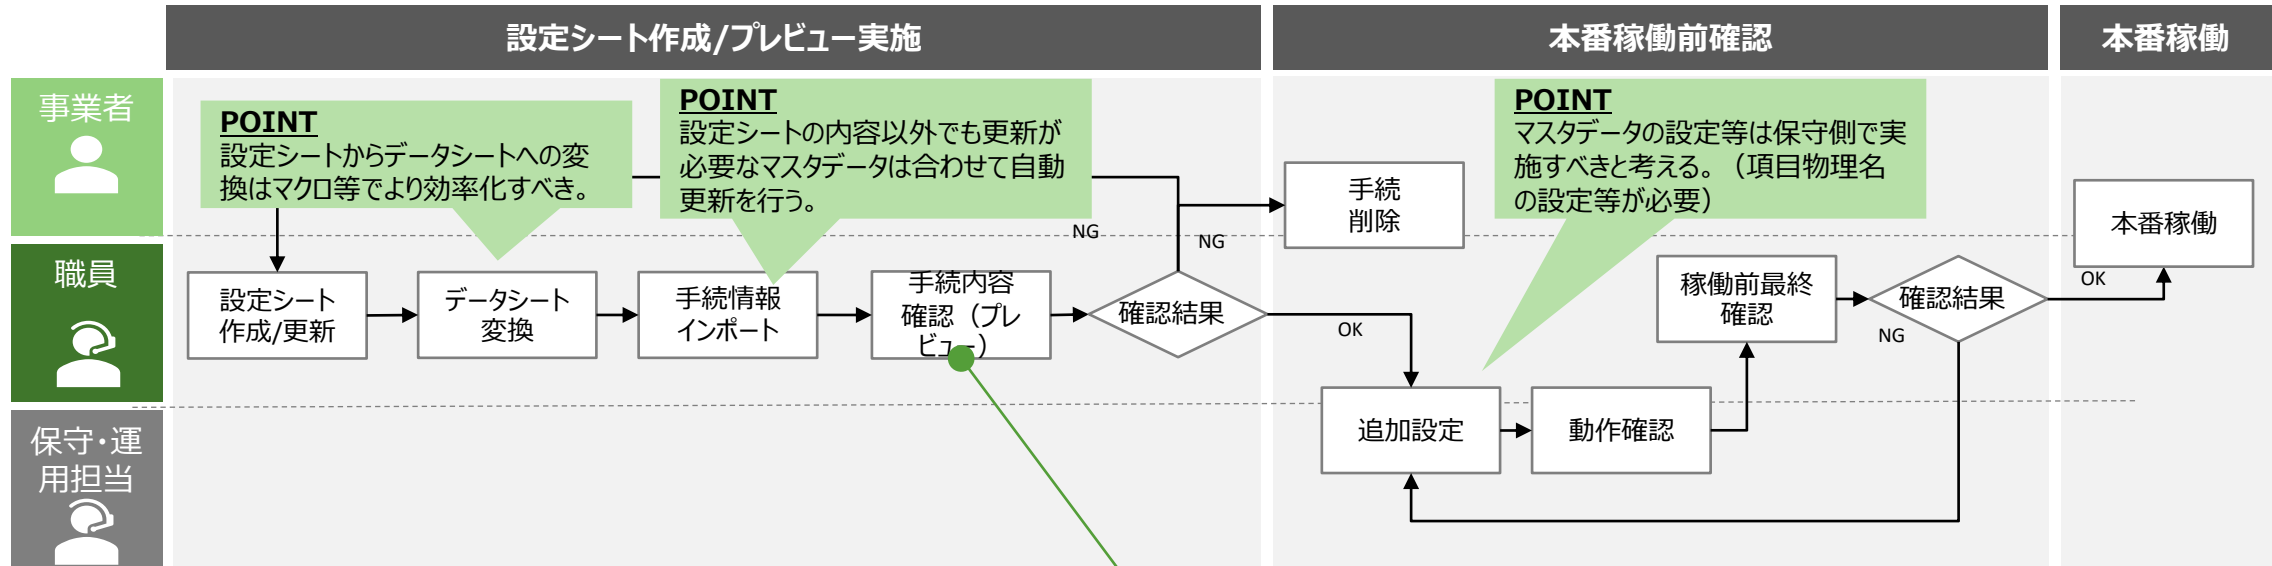 設定シート作成/プレビュー実施
本番稼働前確認
本番稼働
事業者
POINT
設定シートからデータシートへの変
換はマクロ等でより効率化すべき。
POINT
設定シートの内容以外でも更新が
必要なマスタデータは合わせて自動
更新を行う。
POINT
マスタデータの設定等は保守側で実
施すべきと考える。（項目物理名
の設定等が必要）
手続
削除
本番稼働
NG
NG
職員
設定シート
作成/更新
データシート
変換
手続情報
インポート
手続内容
確認（プレ
ビュー）
確認結果
OK
稼働前最終
確認
確認結果
OK
NG
保守・運
用担当
追加設定
動作確認